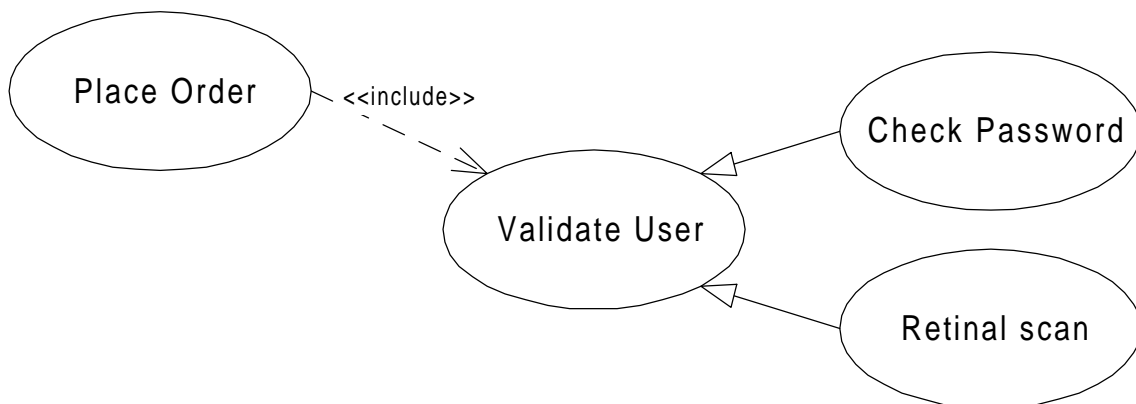 Place Order
<<include>>
Check Password
Validate User
Retinal scan